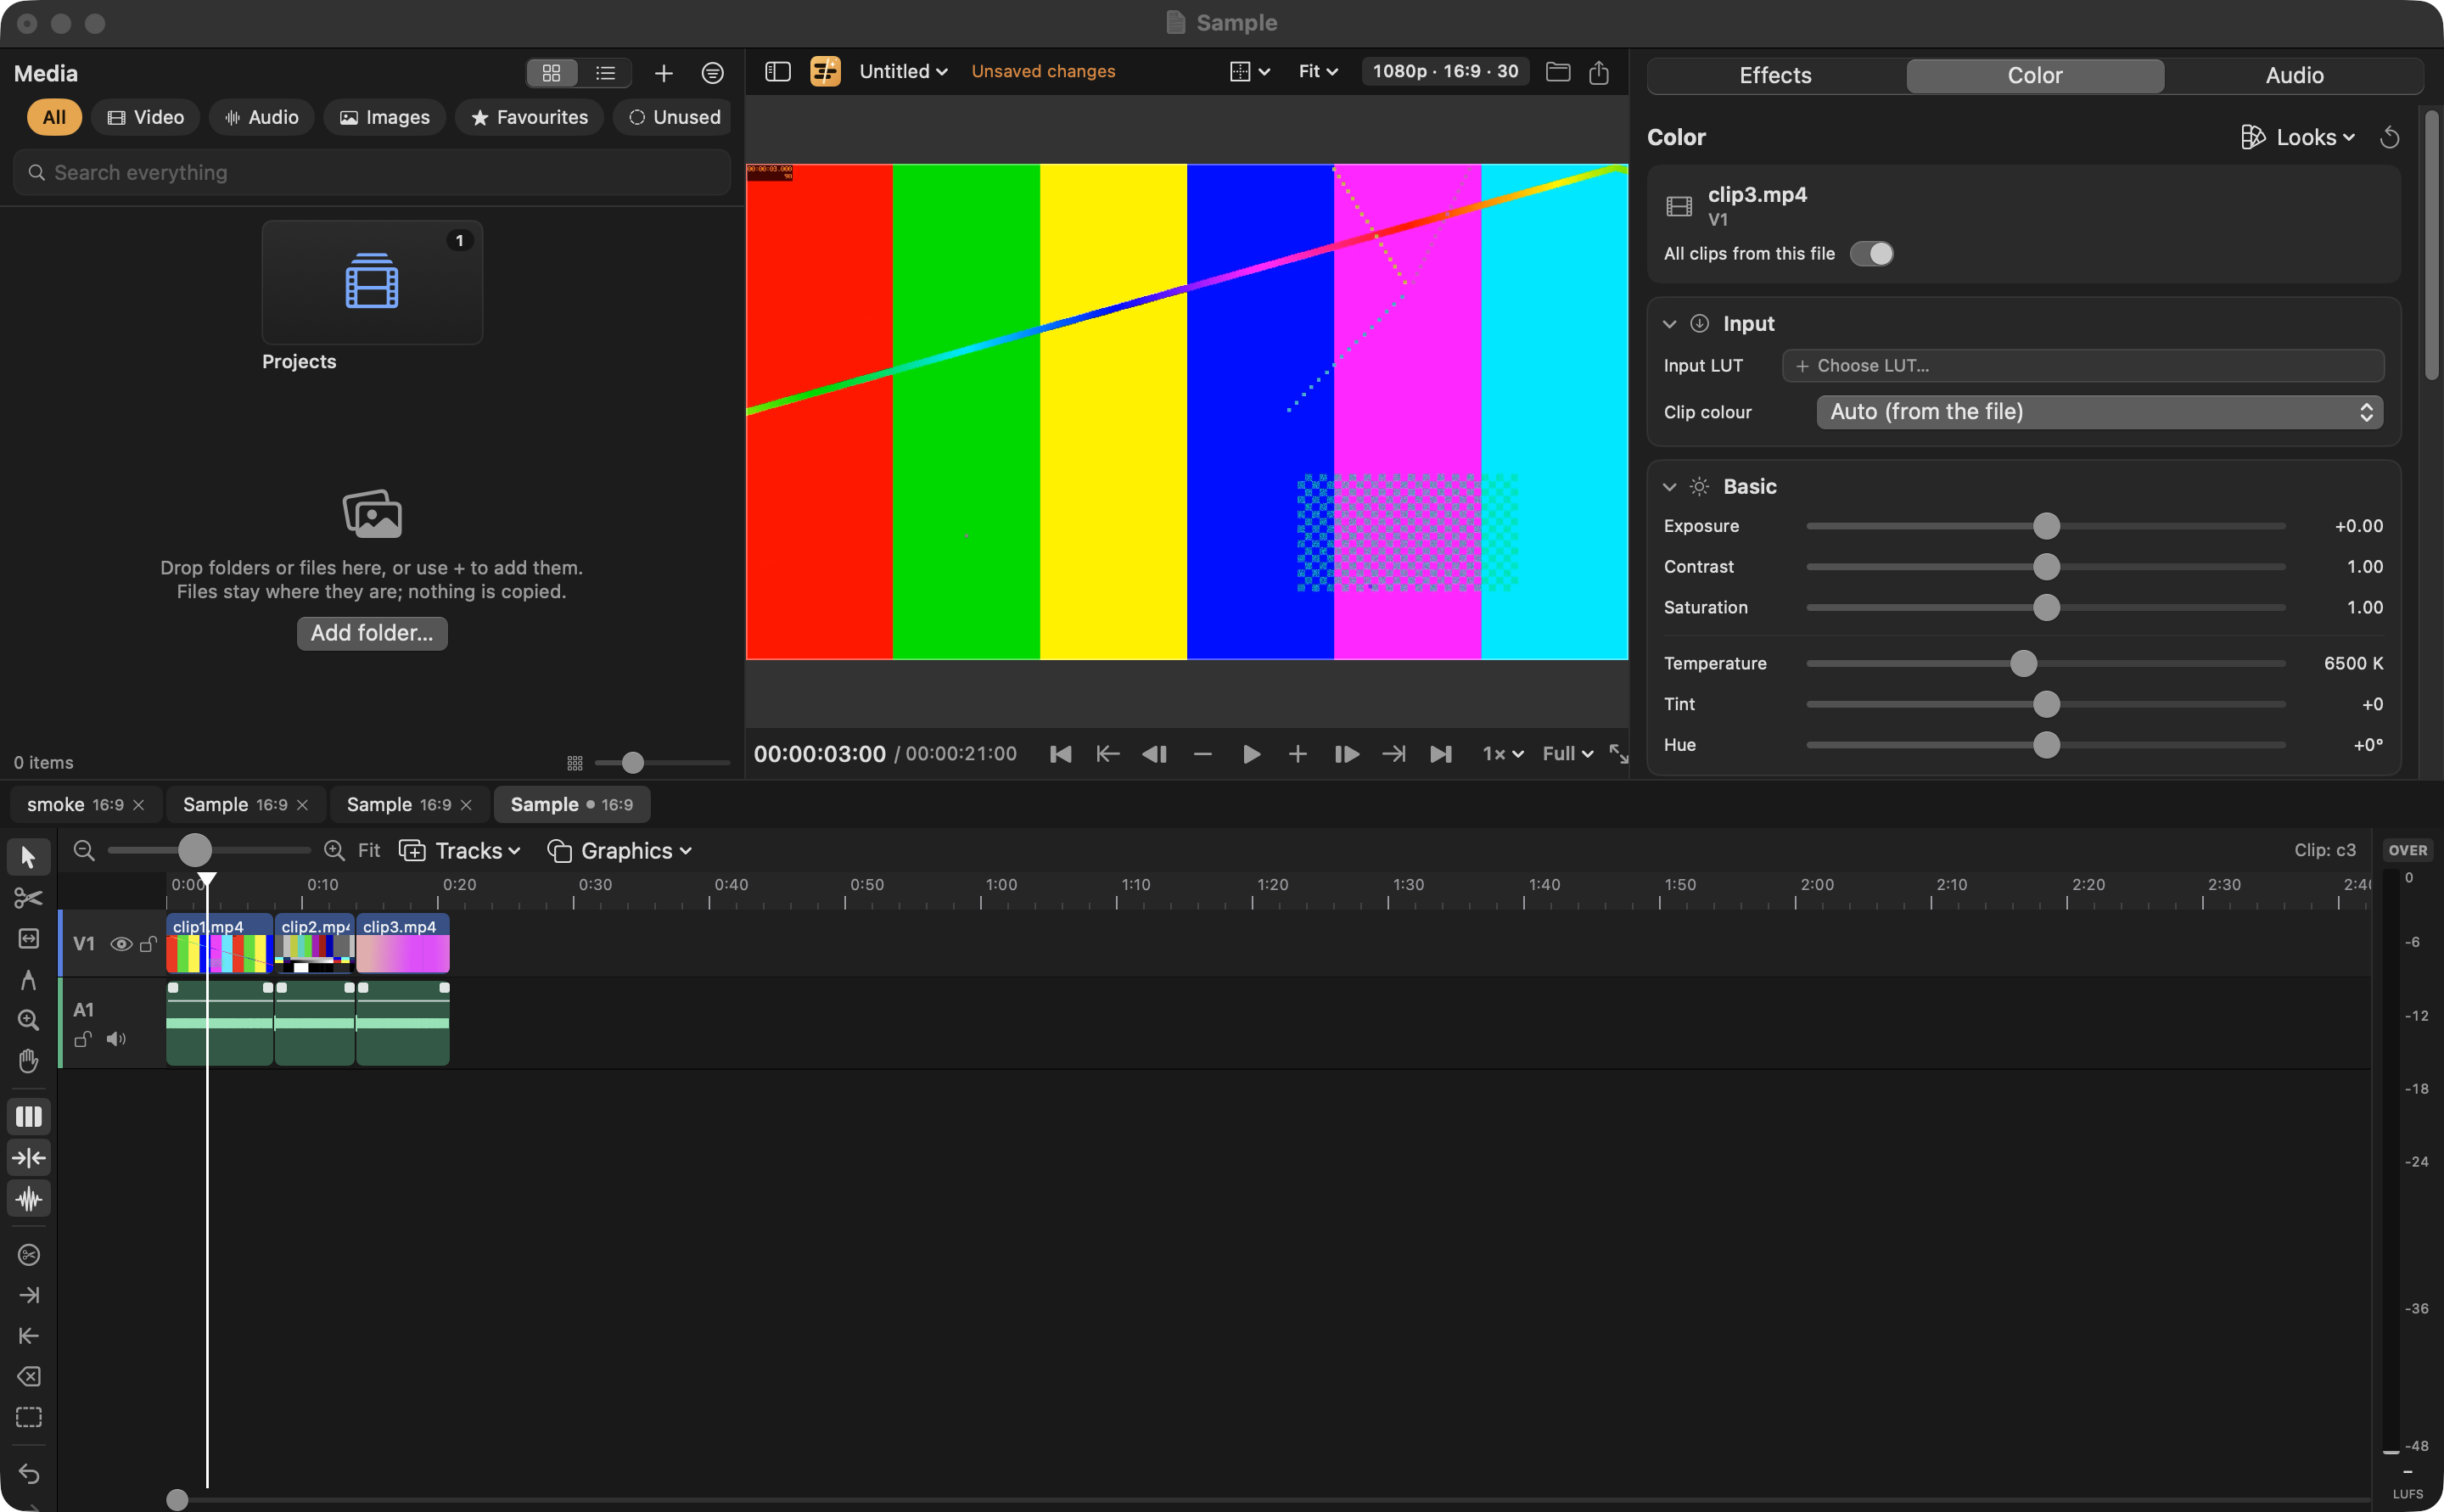 Sample
Media
Untitled
Unsaved changes
Fit
1080p · 16:9 · 30
Effects
Color
Audio
All
Video
Audio
Images
Favourites
Unused
Search everything
1
Projects
Drop folders or files here, or use + to add them.
Files stay where they are; nothing is copied.
Add folder...
0 items
00:00:03.000
90
00:00:03:00 / 00:00:21:00
1×
Full
Color
Looks
clip3.mp4
V1
All clips from this file
Input
Input LUT
+ Choose LUT...
Clip colour
Auto (from the file)
Basic
Exposure
+0.00
Contrast
1.00
Saturation
1.00
Temperature
6500 K
Tint
+0
Hue
+0°
smoke 16:9
Sample 16:9
Sample 16:9
Sample 16:9
Fit
Tracks
Graphics
Clip: c3
OVER
0:00
0:10
0:20
0:30
0:40
0:50
1:00
1:10
1:20
1:30
1:40
1:50
2:00
2:10
2:20
2:30
V1
clip1.mp4
clip2.mp4
clip3.mp4
A1
0
-6
-12
-18
-24
-36
-48
–
LUFS